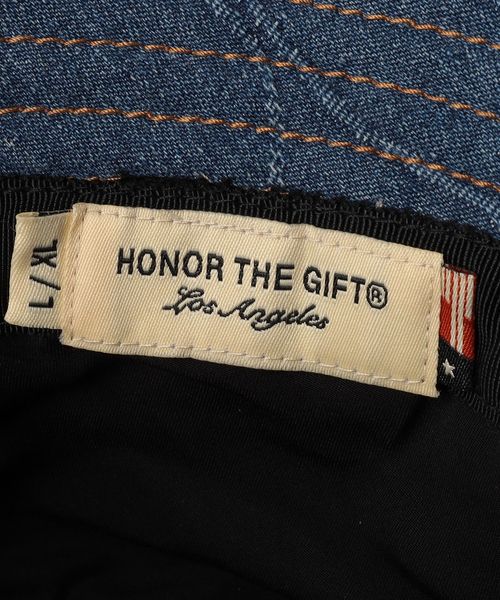 L / XL
HONOR THE GIFT®
Los Angeles